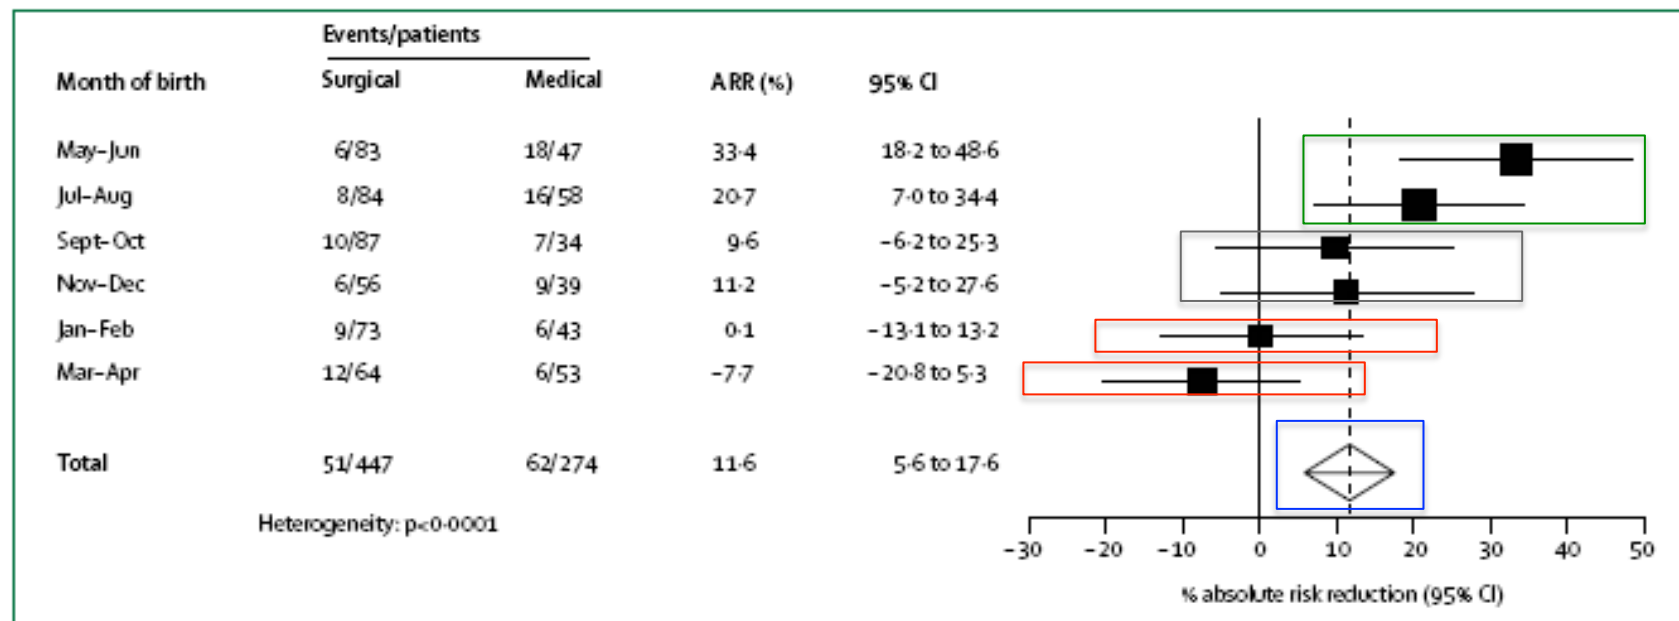 Events/patients
Month of birth Surgical Medical ARR (%) 95% CI
May–Jun 6/83 18/47 33·4 18·2 to 48·6
Jul–Aug 8/84 16/58 20·7 7·0 to 34·4
Sept–Oct 10/87 7/34 9·6 −6·2 to 25·3
Nov–Dec 6/56 9/39 11·2 −5·2 to 27·6
Jan–Feb 9/73 6/43 0·1 −13·1 to 13·2
Mar–Apr 12/64 6/53 −7·7 −20·8 to 5·3
Total 51/447 62/274 11·6 5·6 to 17·6
Heterogeneity: p<0·0001
−30 −20 −10 0 10 20 30 40 50
% absolute risk reduction (95% CI)